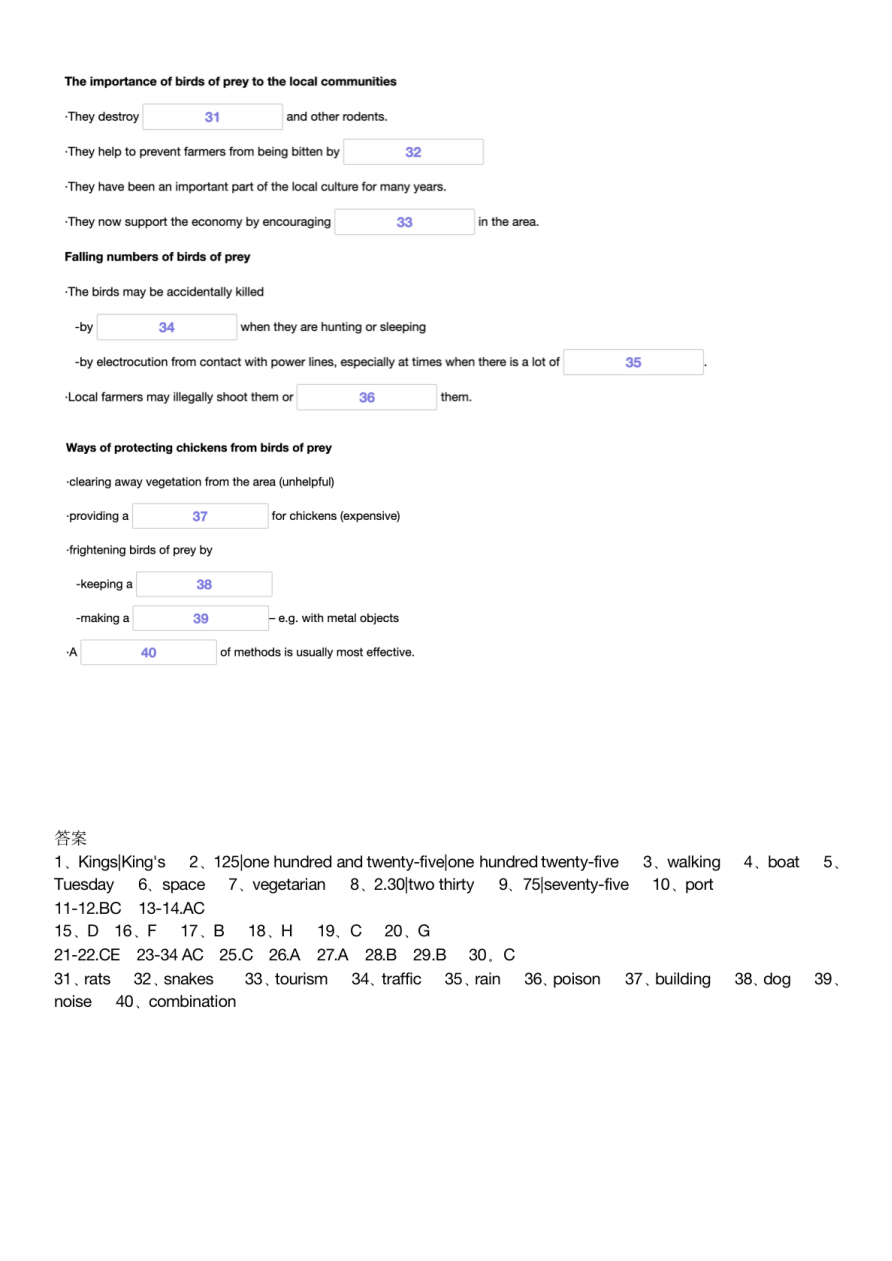 The importance of birds of prey to the local communities
·They destroy 31 and other rodents.
·They help to prevent farmers from being bitten by 32
·They have been an important part of the local culture for many years.
·They now support the economy by encouraging 33 in the area.
Falling numbers of birds of prey
·The birds may be accidentally killed
-by 34 when they are hunting or sleeping
-by electrocution from contact with power lines, especially at times when there is a lot of 35 .
·Local farmers may illegally shoot them or 36 them.
Ways of protecting chickens from birds of prey
·clearing away vegetation from the area (unhelpful)
·providing a 37 for chickens (expensive)
·frightening birds of prey by
-keeping a 38
-making a 39 – e.g. with metal objects
·A 40 of methods is usually most effective.
答案
1、Kings|King's 2、125|one hundred and twenty-five|one hundred twenty-five 3、walking 4、boat 5、
Tuesday 6、space 7、vegetarian 8、2.30|two thirty 9、75|seventy-five 10、port
11-12.BC 13-14.AC
15、D 16、F 17、B 18、H 19、C 20、G
21-22.CE 23-34 AC 25.C 26.A 27.A 28.B 29.B 30。C
31、rats 32、snakes 33、tourism 34、traffic 35、rain 36、poison 37、building 38、dog 39、
noise 40、combination